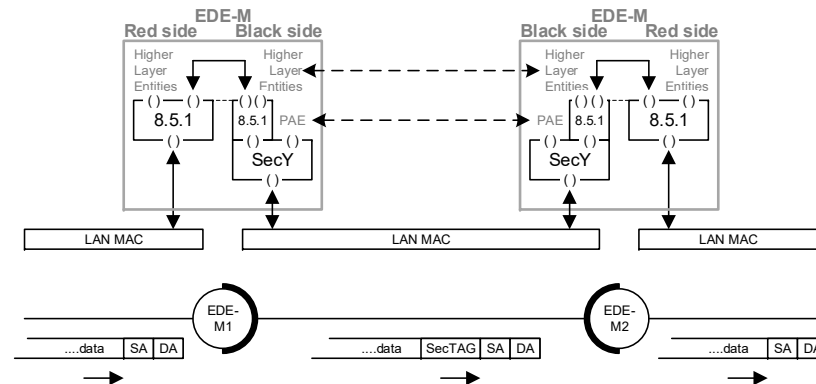 EDE-M EDE-M
Red side Black side Black side Red side
Higher Higher Higher Higher
Layer Layer Layer Layer
Entities Entities Entities Entities
( ) ( ) ( )( ) ( ) ( ) ( ) ( )
8.5.1 8.5.1 PAE PAE 8.5.1 8.5.1
( ) ( ) ( ) ( ) ( ) ( )
SecY SecY
( ) ( )
LAN MAC LAN MAC LAN MAC
EDE- EDE-
M1 M2
....data SA DA ....data SecTAG SA DA ....data SA DA